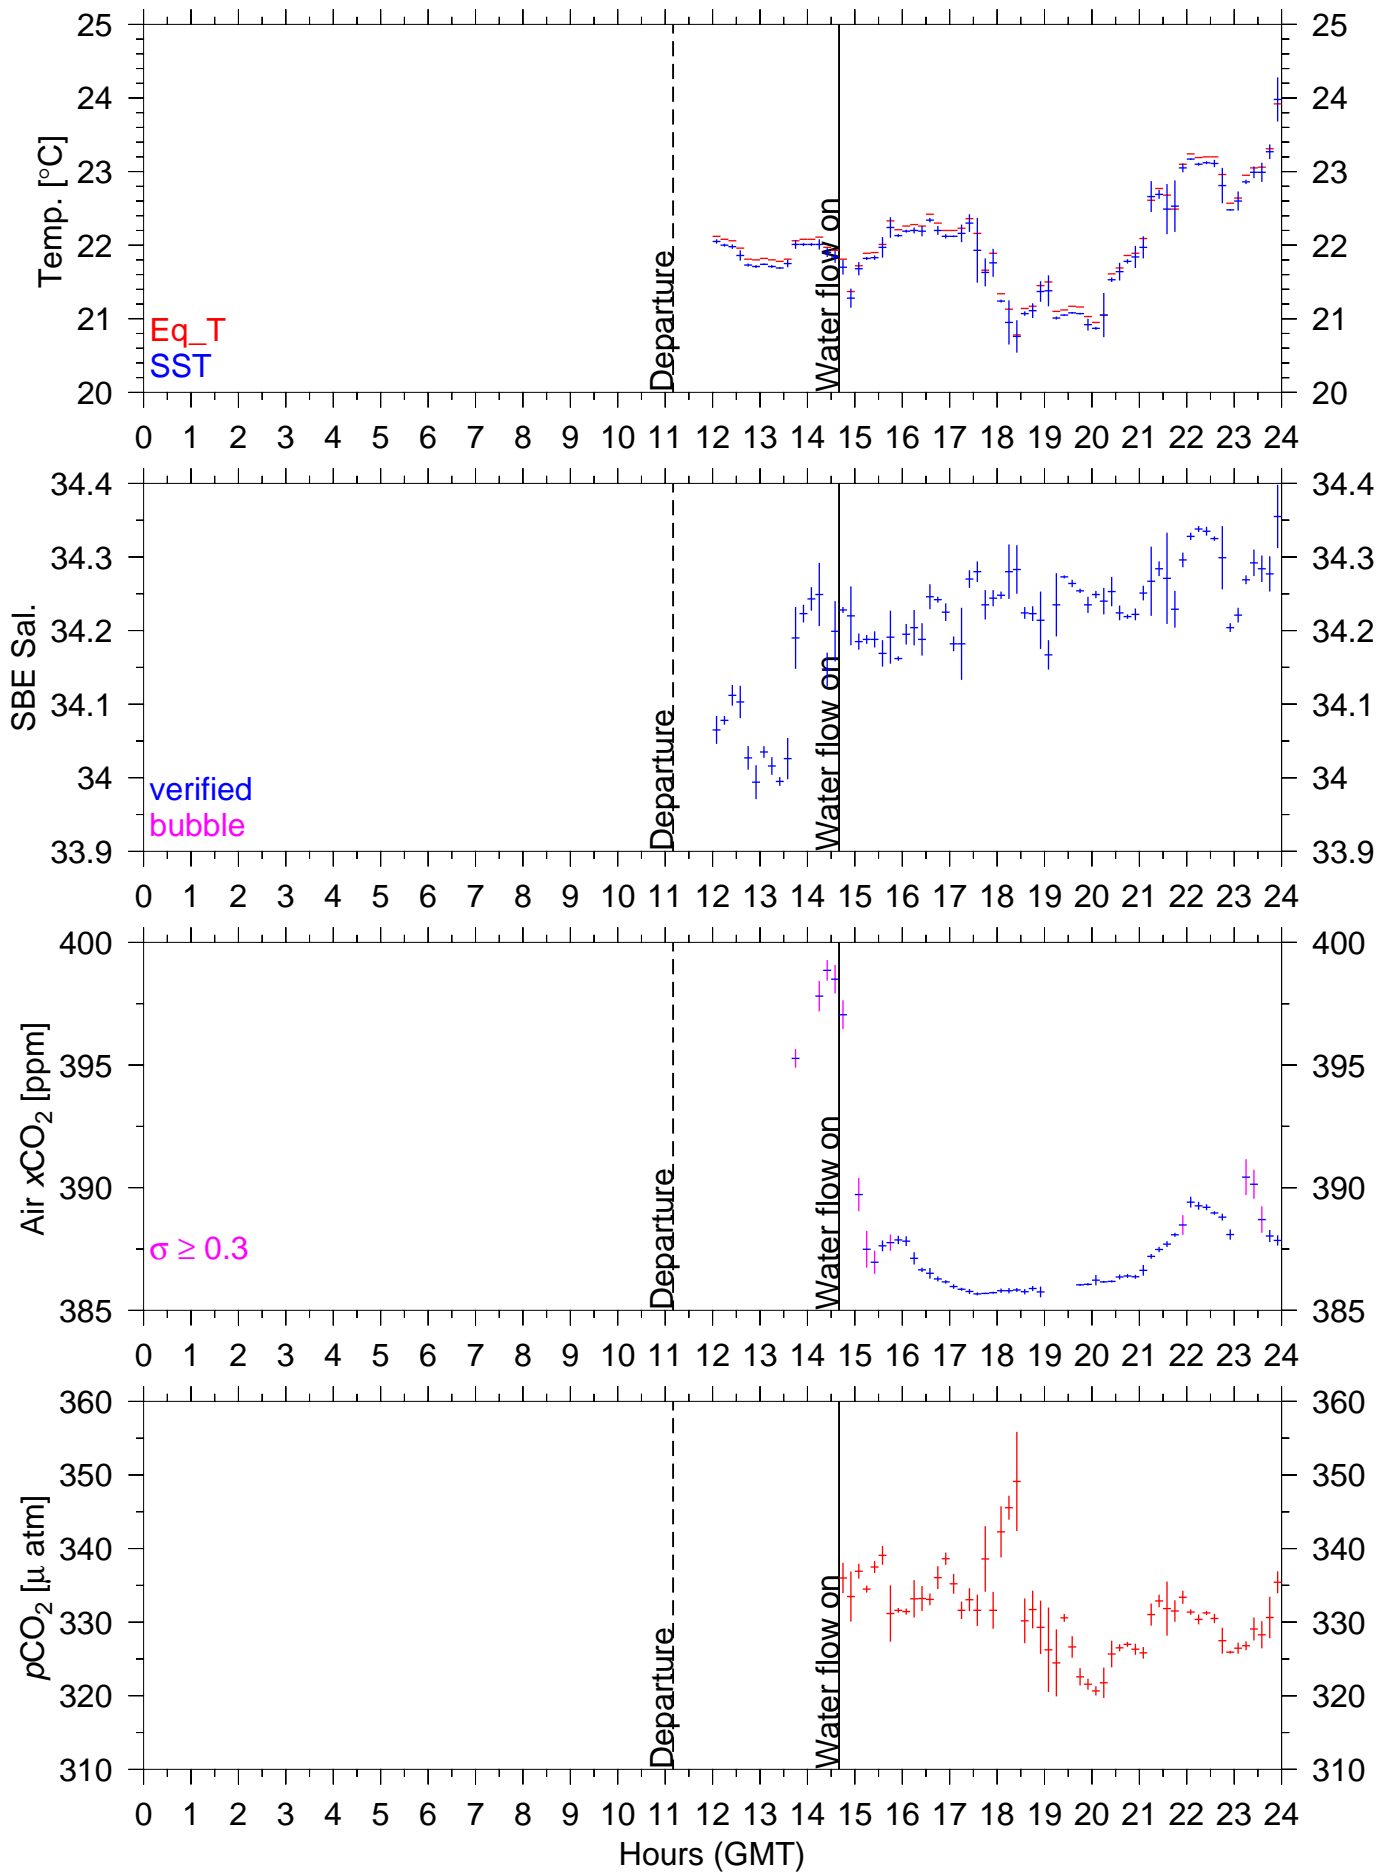 25 25
24 24
23 23
22 22
21 21
20 20
Temp. [°C]
Eq_T
SST
Departure
Water flow on
0 1 2 3 4 5 6 7 8 9 10 11 12 13 14 15 16 17 18 19 20 21 22 23 24
34.4 34.4
34.3 34.3
34.2 34.2
34.1 34.1
34 34
33.9 33.9
SBE Sal.
verified
bubble
Departure
Water flow on
0 1 2 3 4 5 6 7 8 9 10 11 12 13 14 15 16 17 18 19 20 21 22 23 24
400 400
395 395
390 390
385 385
Air xCO₂ [ppm]
σ ≥ 0.3
Departure
Water flow on
0 1 2 3 4 5 6 7 8 9 10 11 12 13 14 15 16 17 18 19 20 21 22 23 24
360 360
350 350
340 340
330 330
320 320
310 310
pCO₂ [μ atm]
Departure
Water flow on
0 1 2 3 4 5 6 7 8 9 10 11 12 13 14 15 16 17 18 19 20 21 22 23 24
Hours (GMT)